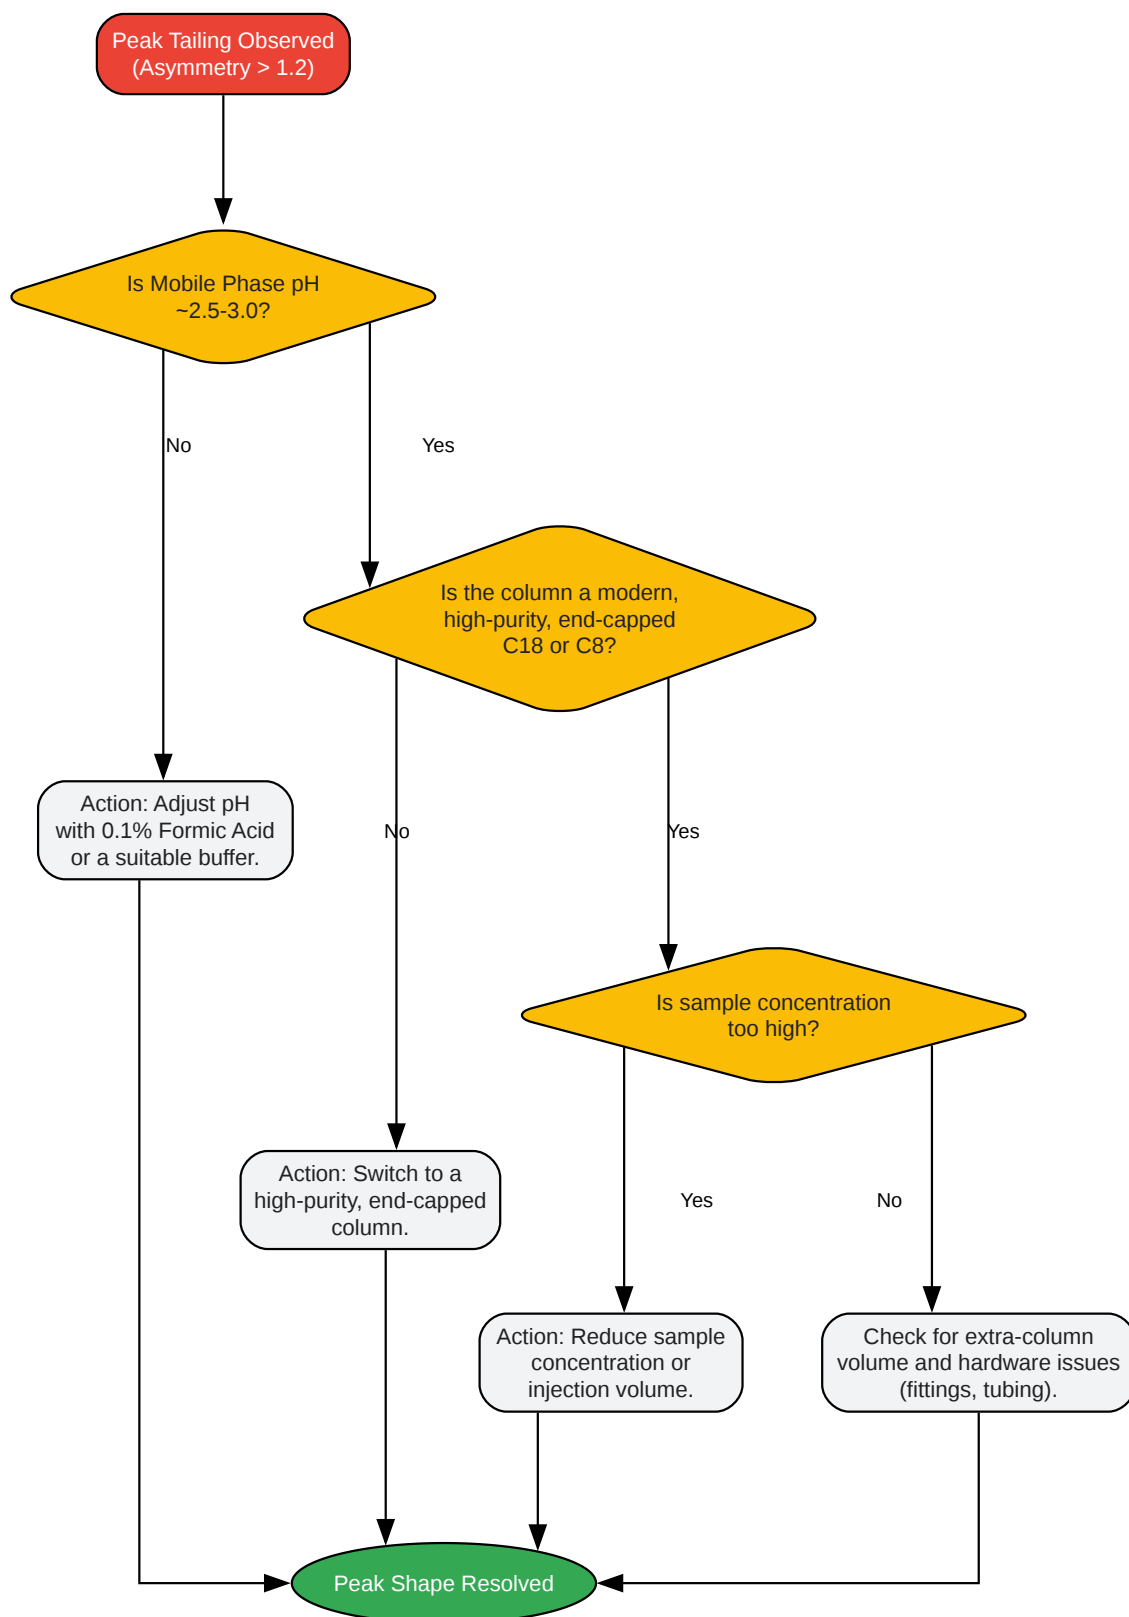 Peak Tailing Observed
(Asymmetry > 1.2)
Is Mobile Phase pH
~2.5-3.0?
No
Yes
Is the column a modern,
high-purity, end-capped
C18 or C8?
Action: Adjust pH
with 0.1% Formic Acid
or a suitable buffer.
No
Yes
Is sample concentration
too high?
Action: Switch to a
high-purity, end-capped
column.
Yes
No
Action: Reduce sample
concentration or
injection volume.
Check for extra-column
volume and hardware issues
(fittings, tubing).
Peak Shape Resolved